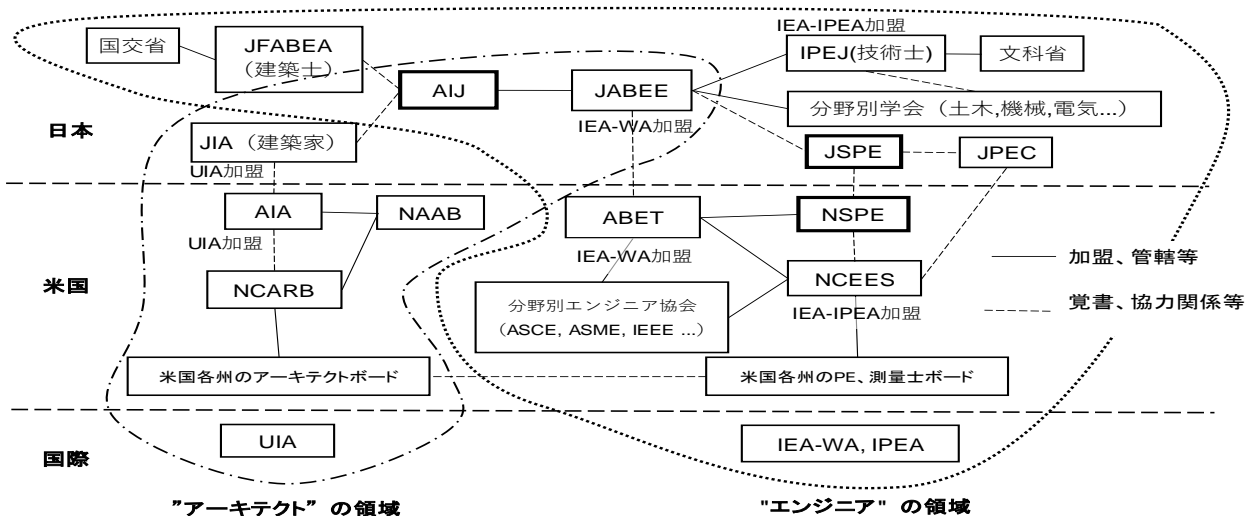 IEA-IPEA加盟
国交省
JFABEA
（建築士）
IPEJ(技術士)
文科省
AIJ
JABEE
IEA-WA加盟
分野別学会（土木,機械,電気...）
日本
JIA （建築家）
UIA加盟
JSPE
JPEC
AIA
NAAB
UIA加盟
ABET
IEA-WA加盟
NSPE
加盟、管轄等
米国
NCARB
NCEES
IEA-IPEA加盟
覚書、協力関係等
分野別エンジニア協会
（ASCE, ASME, IEEE ...）
米国各州のアーキテクトボード
米国各州のPE、測量士ボード
国際
UIA
IEA-WA, IPEA
”アーキテクト” の領域
"エンジニア" の領域